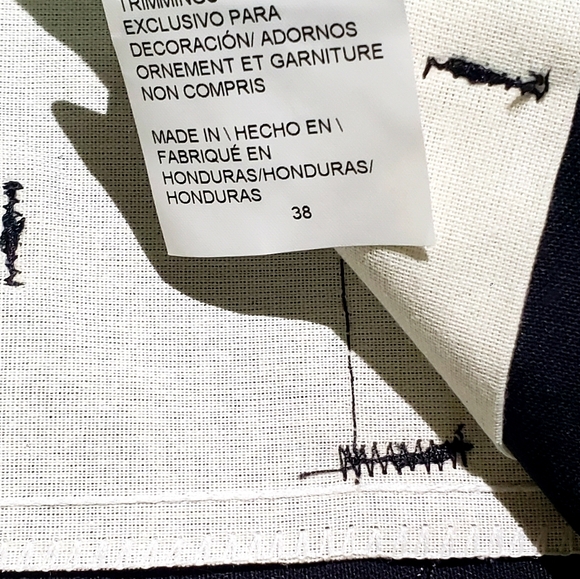 TRIMMINGS
EXCLUSIVO PARA
DECORACIÓN/ ADORNOS
ORNEMENT ET GARNITURE
NON COMPRIS
MADE IN \ HECHO EN \
FABRIQUÉ EN
HONDURAS/HONDURAS/
HONDURAS
38